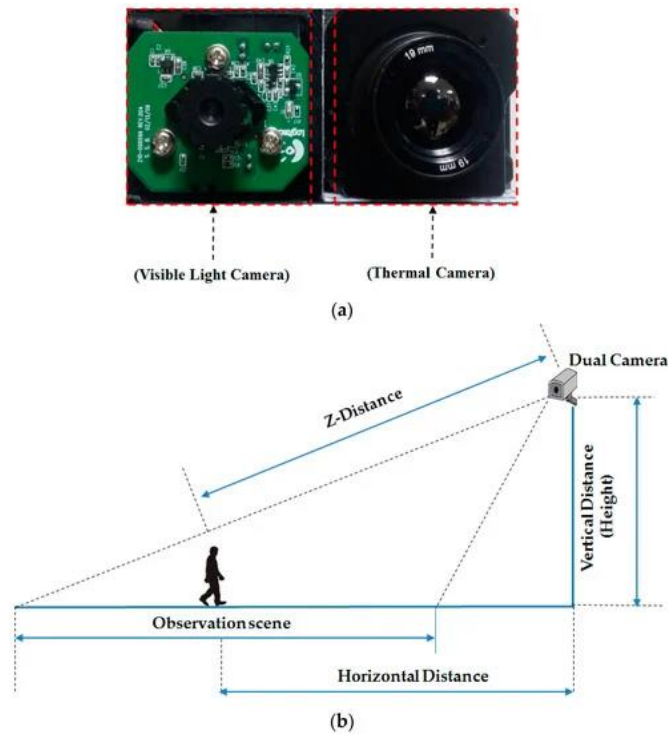 19 mm
19 mm
Logitech
(Visible Light Camera)
(Thermal Camera)
(a)
Dual Camera
Z-Distance
Vertical Distance
(Height)
Observation scene
Horizontal Distance
(b)